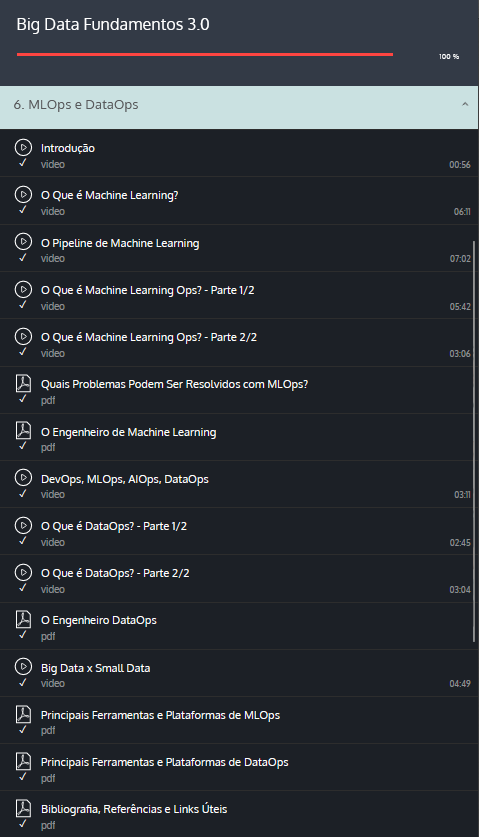 Big Data Fundamentos 3.0
100 %
6. MLOps e DataOps
Introdução
video 00:56
O Que é Machine Learning?
video 06:11
O Pipeline de Machine Learning
video 07:02
O Que é Machine Learning Ops? - Parte 1/2
video 05:42
O Que é Machine Learning Ops? - Parte 2/2
video 03:06
Quais Problemas Podem Ser Resolvidos com MLOps?
pdf
O Engenheiro de Machine Learning
pdf
DevOps, MLOps, AIOps, DataOps
video 03:11
O Que é DataOps? - Parte 1/2
video 02:45
O Que é DataOps? - Parte 2/2
video 03:04
O Engenheiro DataOps
pdf
Big Data x Small Data
video 04:49
Principais Ferramentas e Plataformas de MLOps
pdf
Principais Ferramentas e Plataformas de DataOps
pdf
Bibliografia, Referências e Links Úteis
pdf